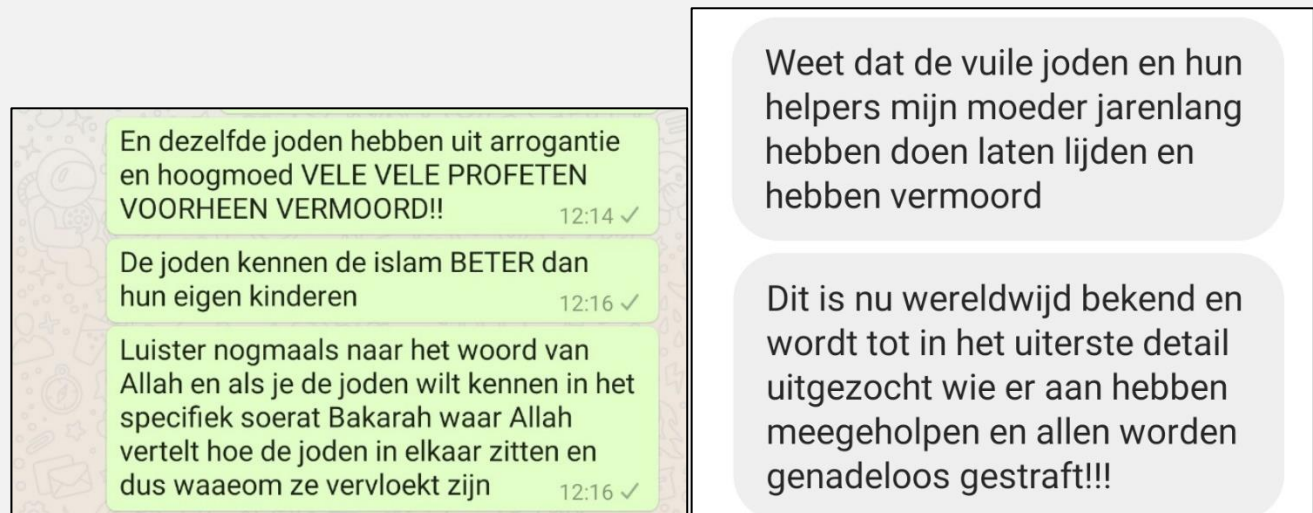 En dezelfde joden hebben uit arrogantie
en hoogmoed VELE VELE PROFETEN
VOORHEEN VERMOORD!!
12:14
De joden kennen de islam BETER dan
hun eigen kinderen
12:16
Luister nogmaals naar het woord van
Allah en als je de joden wilt kennen in het
specifiek soerat Bakarah waar Allah
vertelt hoe de joden in elkaar zitten en
dus waaeom ze vervloekt zijn
12:16
Weet dat de vuile joden en hun
helpers mijn moeder jarenlang
hebben doen laten lijden en
hebben vermoord
Dit is nu wereldwijd bekend en
wordt tot in het uiterste detail
uitgezocht wie er aan hebben
meegeholpen en allen worden
genadeloos gestraft!!!